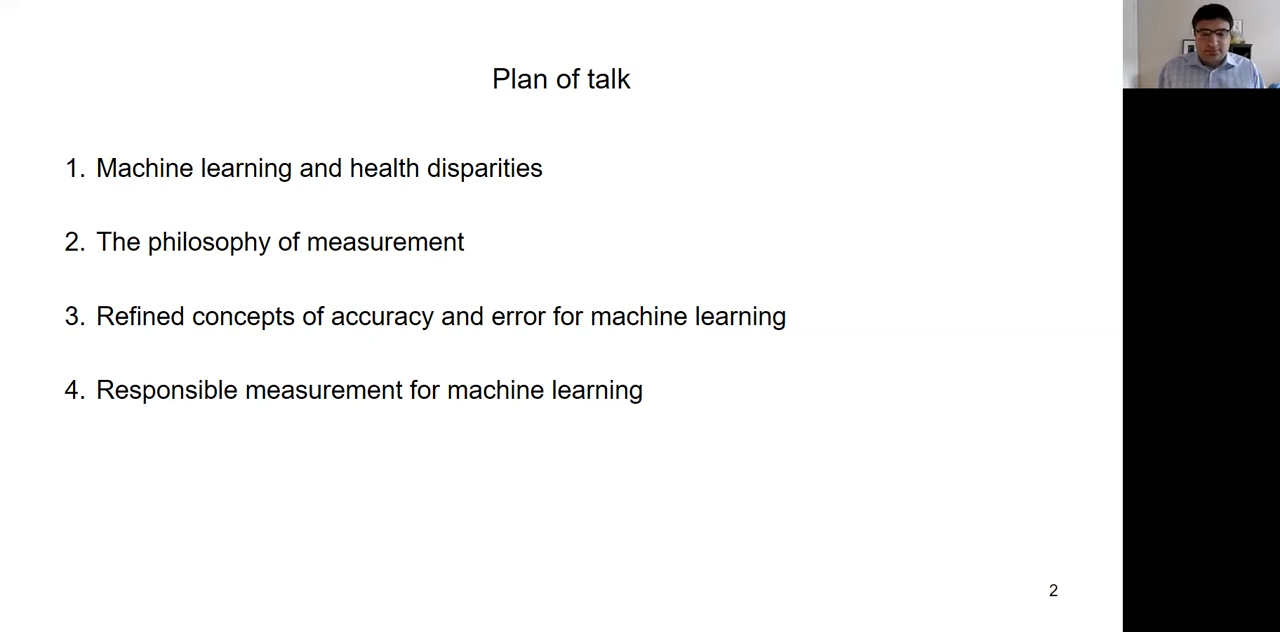 Plan of talk
1. Machine learning and health disparities
2. The philosophy of measurement
3. Refined concepts of accuracy and error for machine learning
4. Responsible measurement for machine learning
2